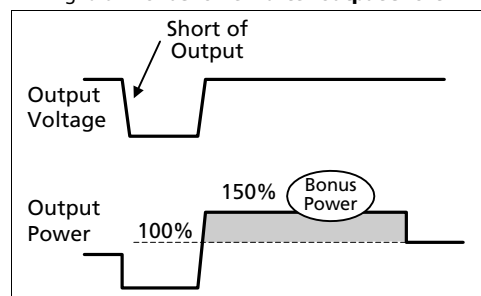 Short of
Output
Output
Voltage
150%
Bonus
Power
Output
Power
100%